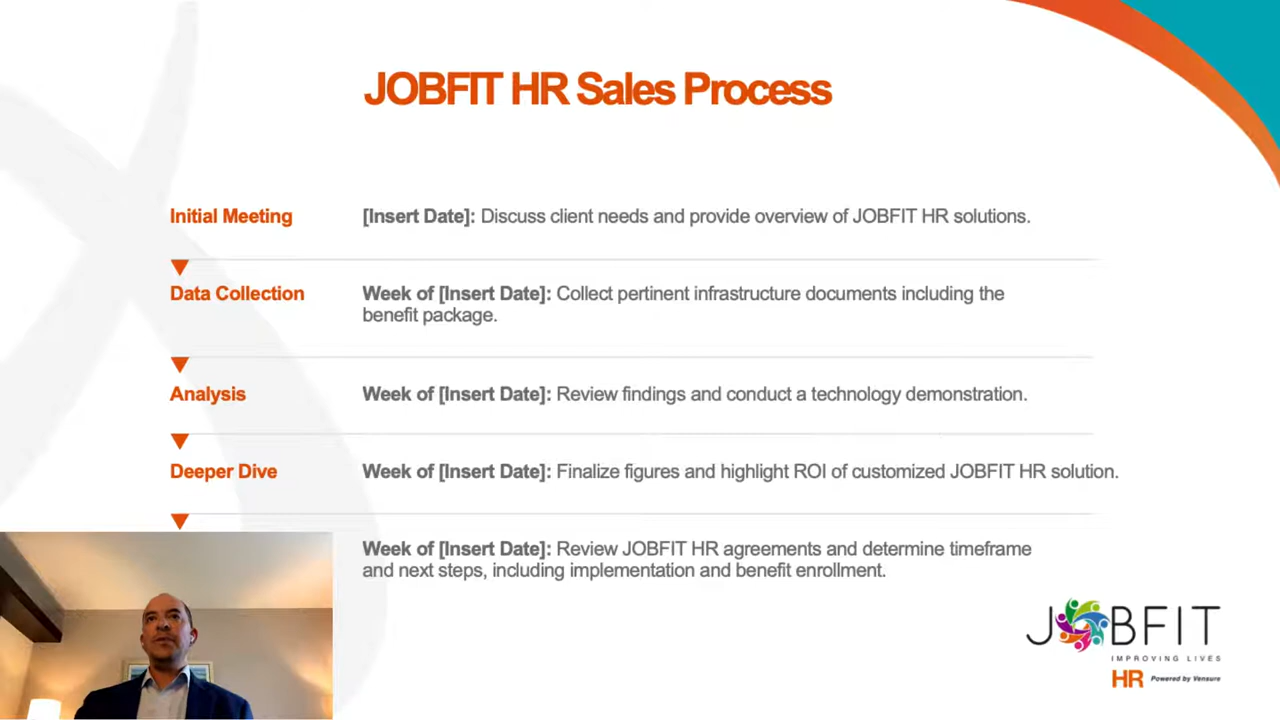 JOBFIT HR Sales Process
Initial Meeting
[Insert Date]: Discuss client needs and provide overview of JOBFIT HR solutions.
Data Collection
Week of [Insert Date]: Collect pertinent infrastructure documents including the
benefit package.
Analysis
Week of [Insert Date]: Review findings and conduct a technology demonstration.
Deeper Dive
Week of [Insert Date]: Finalize figures and highlight ROI of customized JOBFIT HR solution.
Week of [Insert Date]: Review JOBFIT HR agreements and determine timeframe
and next steps, including implementation and benefit enrollment.
JOBFIT
IMPROVING LIVES
HR Powered by Vensure